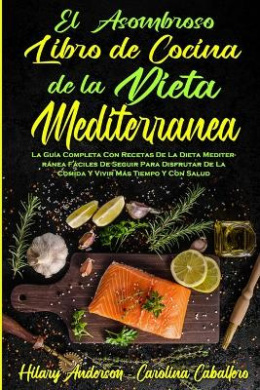 El Asombroso
Libro de Cocina
de la Dieta
Mediterranea
La Guía Completa Con Recetas De La Dieta Mediter-
ránea Fáciles De Seguir Para Disfrutar De La
Comida Y Vivir Más Tiempo Y Con Salud
Hilary Anderson - Carolina Caballero